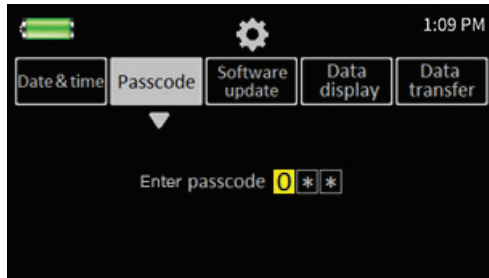 1:09 PM
Date & time
Passcode
Software
update
Data
display
Data
transfer
Enter passcode 0 * *